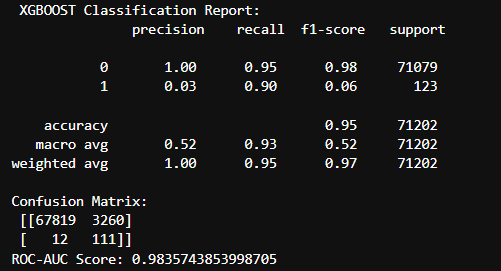 XGBOOST Classification Report:
precision recall f1-score support
0 1.00 0.95 0.98 71079
1 0.03 0.90 0.06 123
accuracy 0.95 71202
macro avg 0.52 0.93 0.52 71202
weighted avg 1.00 0.95 0.97 71202
Confusion Matrix:
[[67819 3260]
[ 12 111]]
ROC-AUC Score: 0.9835743853998705